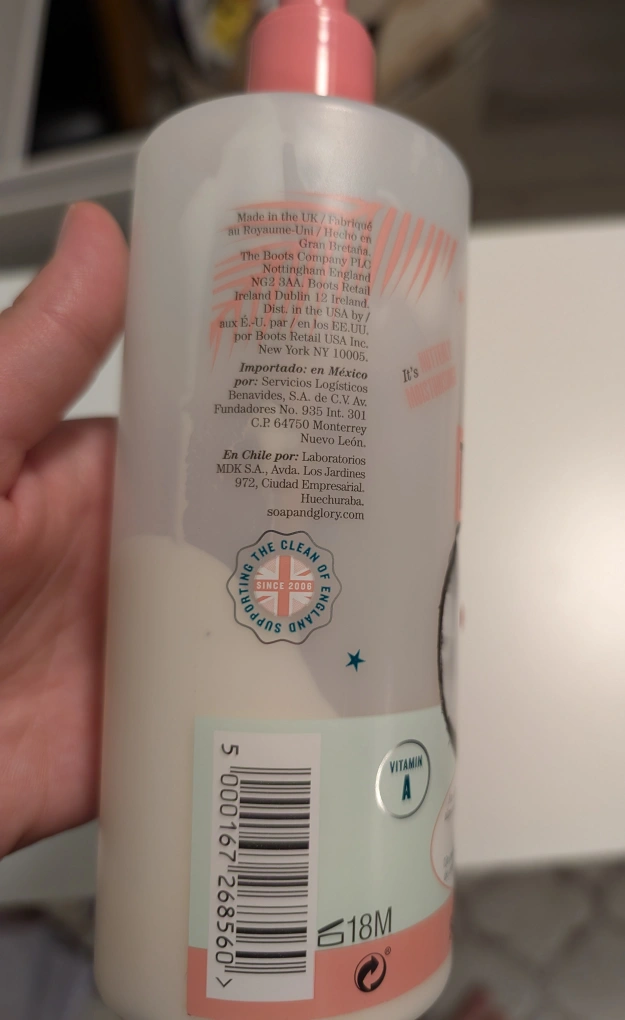 Made in the UK / Fabriqué
au Royaume-Uni / Hecho en
Gran Bretaña.
The Boots Company PLC
Nottingham England
NG2 3AA. Boots Retail
Ireland Dublin 12 Ireland.
Dist. in the USA by /
aux É.-U. par / en los EE.UU.
por Boots Retail USA Inc.
New York NY 10005.
Importado: en México
por: Servicios Logísticos
Benavides, S.A. de C.V. Av.
Fundadores No. 935 Int. 301
C.P. 64750 Monterrey
Nuevo León.
En Chile por: Laboratorios
MDK S.A., Avda. Los Jardines
972, Ciudad Empresarial.
Huechuraba.
soapandglory.com
It's
SUPPORTING THE CLEAN OF ENGLAND
SINCE 2006
VITAMIN
A
5 000167 268560 >
18M
®